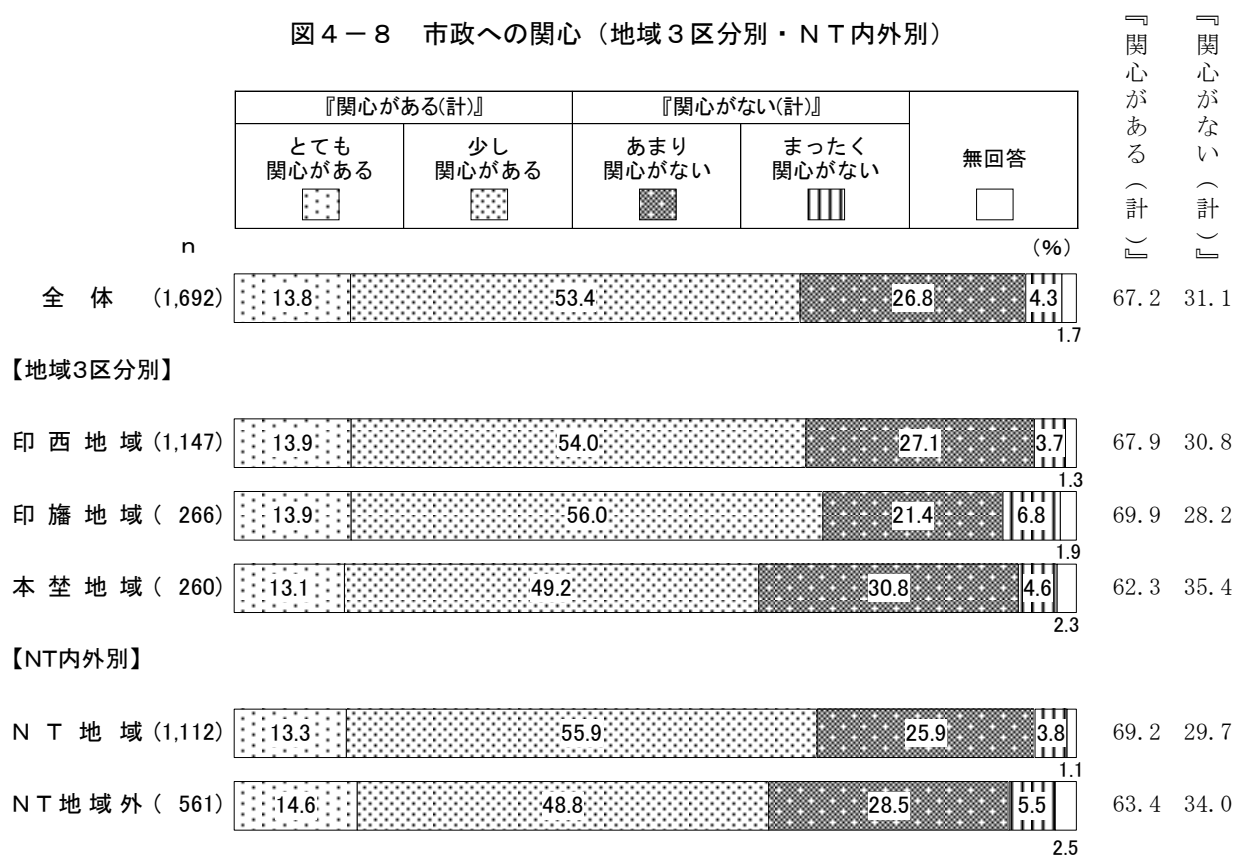 図４－８　市政への関心（地域３区分別・ＮＴ内外別）
『関心がある（計）』
『関心がない（計）』
『関心がある(計)』 『関心がない(計)』
とても関心がある 少し関心がある あまり関心がない まったく関心がない 無回答
n (%)
全体 (1,692) 13.8 53.4 26.8 4.3 67.2 31.1
1.7
【地域3区分別】
印西地域 (1,147) 13.9 54.0 27.1 3.7 67.9 30.8
1.3
印旛地域 ( 266) 13.9 56.0 21.4 6.8 69.9 28.2
1.9
本埜地域 ( 260) 13.1 49.2 30.8 4.6 62.3 35.4
2.3
【NT内外別】
ＮＴ地域 (1,112) 13.3 55.9 25.9 3.8 69.2 29.7
1.1
ＮＴ地域外 ( 561) 14.6 48.8 28.5 5.5 63.4 34.0
2.5